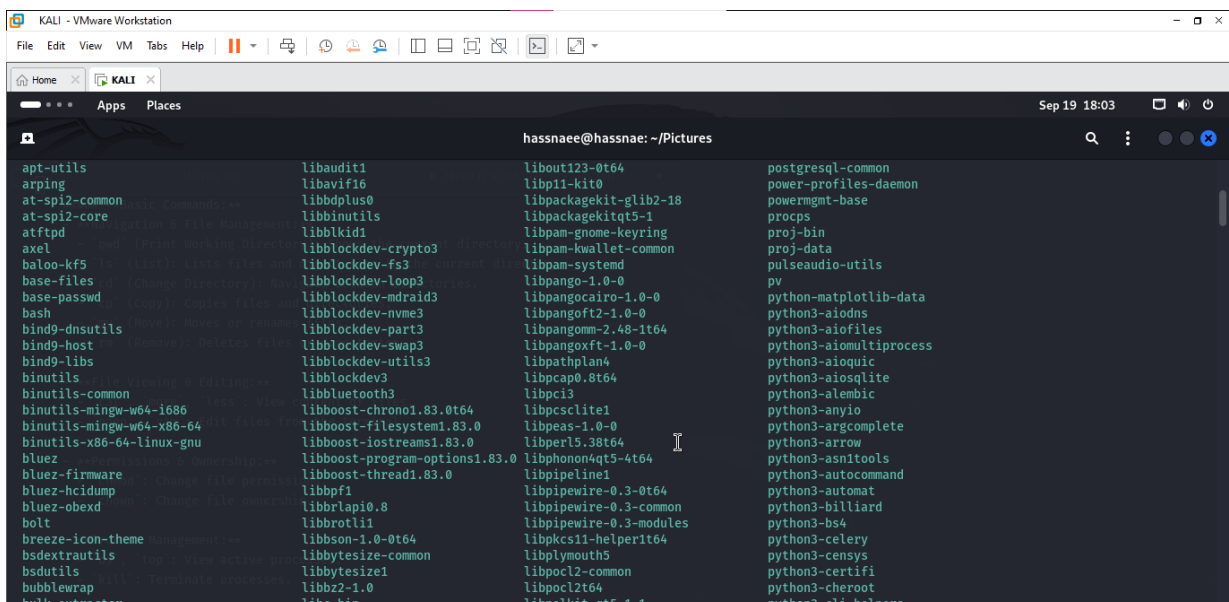 KALI - VMware Workstation
File Edit View VM Tabs Help
Home KALI
Apps Places Sep 19 18:03
hassnaee@hassnae: ~/Pictures
apt-utils libaudit1 libout123-0t64 postgresql-common
arping libavif16 libp11-kit0 power-profiles-daemon
at-spi2-common libbdplus0 libpackagekit-glib2-18 powermgmt-base
at-spi2-core libbinutils libpackagekitqt5-1 procps
atftpd libblkid1 libpam-gnome-keyring proj-bin
axel libblockdev-crypto3 libpam-kwallet-common proj-data
baloo-kf5 libblockdev-fs3 libpam-systemd pulseaudio-utils
base-files libblockdev-loop3 libpango-1.0-0 pv
base-passwd libblockdev-mdraid3 libpangocairo-1.0-0 python-matplotlib-data
bash libblockdev-nvme3 libpangoft2-1.0-0 python3-aiodns
bind9-dnsutils libblockdev-part3 libpangomm-2.48-1t64 python3-aiofiles
bind9-host libblockdev-swap3 libpangoxft-1.0-0 python3-aiomultiprocess
bind9-libs libblockdev-utils3 libpathplan4 python3-aioquic
binutils libblockdev3 libpcap0.8t64 python3-aiosqlite
binutils-common libbluetooth3 libpci3 python3-alembic
binutils-mingw-w64-i686 libboost-chrono1.83.0t64 libpcsclite1 python3-anyio
binutils-mingw-w64-x86-64 libboost-filesystem1.83.0 libpeas-1.0-0 python3-argcomplete
binutils-x86-64-linux-gnu libboost-iostreams1.83.0 libperl5.38t64 python3-arrow
bluez libboost-program-options1.83.0 libphonon4qt5-4t64 python3-asn1tools
bluez-firmware libboost-thread1.83.0 libpipeline1 python3-autocommand
bluez-hcidump libbpf1 libpipewire-0.3-0t64 python3-automat
bluez-obexd libbrlapi0.8 libpipewire-0.3-common python3-billiard
bolt libbrotli1 libpipewire-0.3-modules python3-bs4
breeze-icon-theme libbson-1.0-0t64 libpkcs11-helper1t64 python3-celery
bsdextrautils libbytesize-common libplymouth5 python3-censys
bsdutils libbytesize1 libpocl2-common python3-certifi
bubblewrap libbz2-1.0 libpocl2t64 python3-cheroot